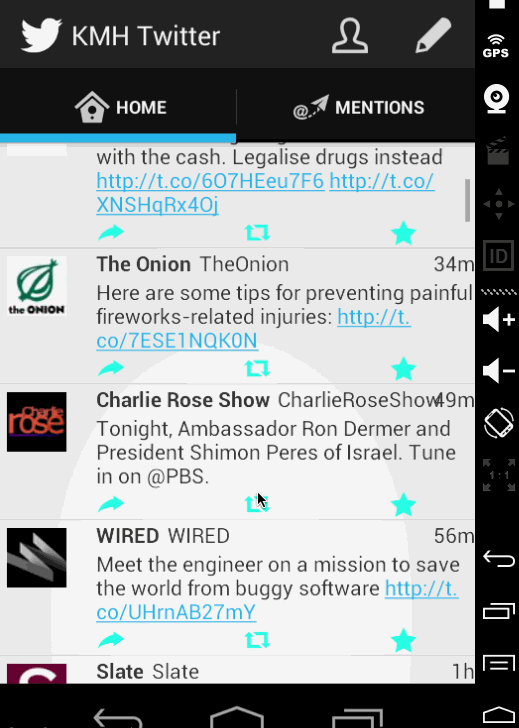 KMH Twitter
HOME
@ MENTIONS
with the cash. Legalise drugs instead
http://t.co/6O7HEeu7F6 http://t.co/
XNSHqRx4Oj
The Onion TheOnion 34m
the ONION
Here are some tips for preventing painful
fireworks-related injuries: http://t.
co/7ESE1NQK0N
Charlie Rose Show CharlieRoseShow 49m
Charlie
rose
Tonight, Ambassador Ron Dermer and
President Shimon Peres of Israel. Tune
in on @PBS.
WIRED WIRED 56m
Meet the engineer on a mission to save
the world from buggy software http://t.
co/UHrnAB27mY
Slate Slate 1h
GPS
ID
1:1